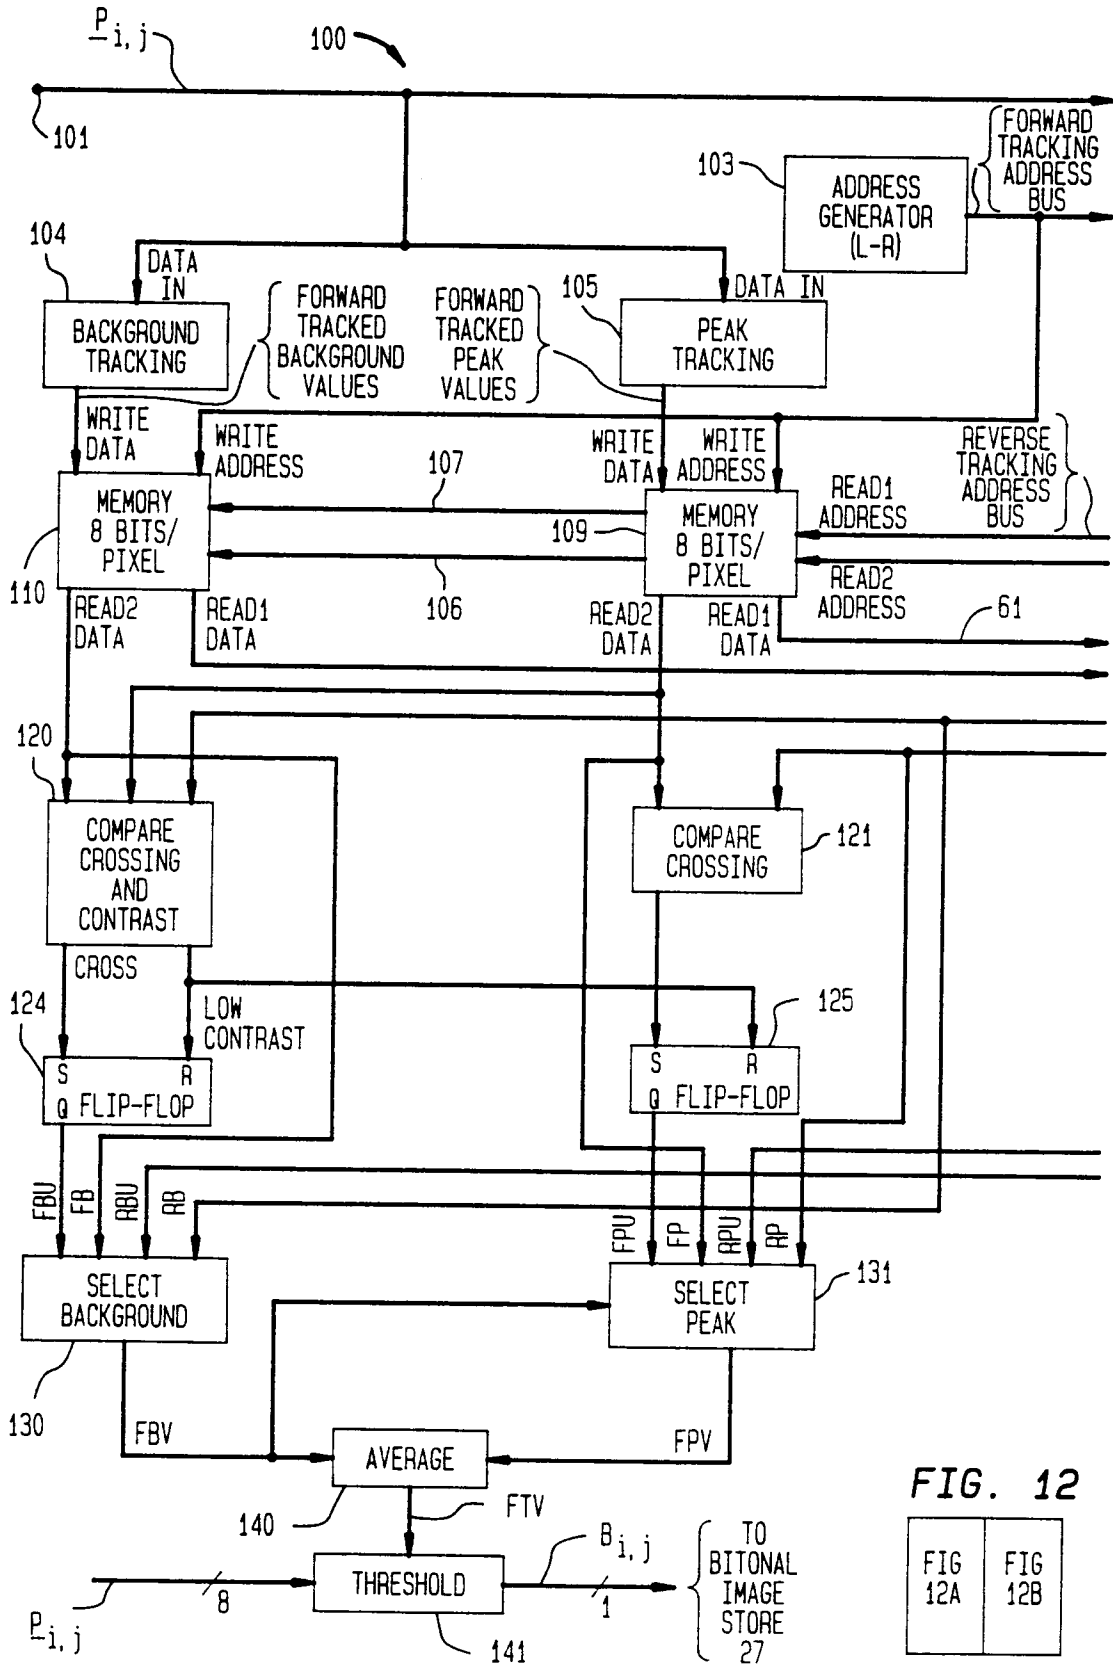 P i, j
100
101
FORWARD
TRACKING
ADDRESS
BUS
103
ADDRESS
GENERATOR
(L-R)
104
DATA
IN
BACKGROUND
TRACKING
FORWARD
TRACKED
BACKGROUND
VALUES
FORWARD
TRACKED
PEAK
VALUES
105
DATA IN
PEAK
TRACKING
WRITE
DATA
WRITE
ADDRESS
WRITE
DATA
WRITE
ADDRESS
REVERSE
TRACKING
ADDRESS
BUS
107
MEMORY
8 BITS/
PIXEL
110
109
MEMORY
8 BITS/
PIXEL
READ1
ADDRESS
READ2
ADDRESS
106
READ2
DATA
READ1
DATA
READ2
DATA
READ1
DATA
61
120
COMPARE
CROSSING
AND
CONTRAST
COMPARE
CROSSING
121
CROSS
LOW
CONTRAST
124
S R
Q FLIP-FLOP
125
S R
Q FLIP-FLOP
FBU
FB
RBU
RB
FPU
FP
RPU
RP
SELECT
BACKGROUND
130
SELECT
PEAK
131
FBV
FPV
AVERAGE
140
FTV
P i, j
8
THRESHOLD
141
B i, j
1
TO
BITONAL
IMAGE
STORE
27
FIG. 12
FIG
12A
FIG
12B